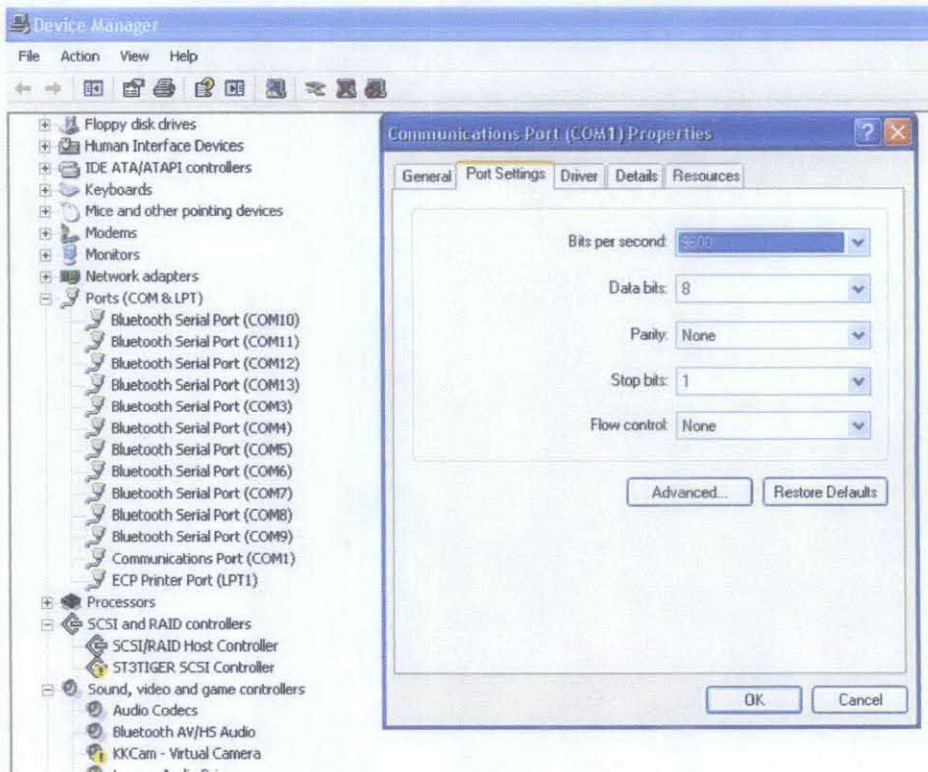 Device Manager
File Action View Help
Floppy disk drives
Human Interface Devices
IDE ATA/ATAPI controllers
Keyboards
Mice and other pointing devices
Modems
Monitors
Network adapters
Ports (COM & LPT)
Bluetooth Serial Port (COM10)
Bluetooth Serial Port (COM11)
Bluetooth Serial Port (COM12)
Bluetooth Serial Port (COM13)
Bluetooth Serial Port (COM3)
Bluetooth Serial Port (COM4)
Bluetooth Serial Port (COM5)
Bluetooth Serial Port (COM6)
Bluetooth Serial Port (COM7)
Bluetooth Serial Port (COM8)
Bluetooth Serial Port (COM9)
Communications Port (COM1)
ECP Printer Port (LPT1)
Processors
SCSI and RAID controllers
SCSI/RAID Host Controller
ST3TIGER SCSI Controller
Sound, video and game controllers
Audio Codecs
Bluetooth AV/HS Audio
KKCam - Virtual Camera
Communications Port (COM1) Properties
General Port Settings Driver Details Resources
Bits per second: 9600
Data bits: 8
Parity: None
Stop bits: 1
Flow control: None
Advanced... Restore Defaults
OK Cancel